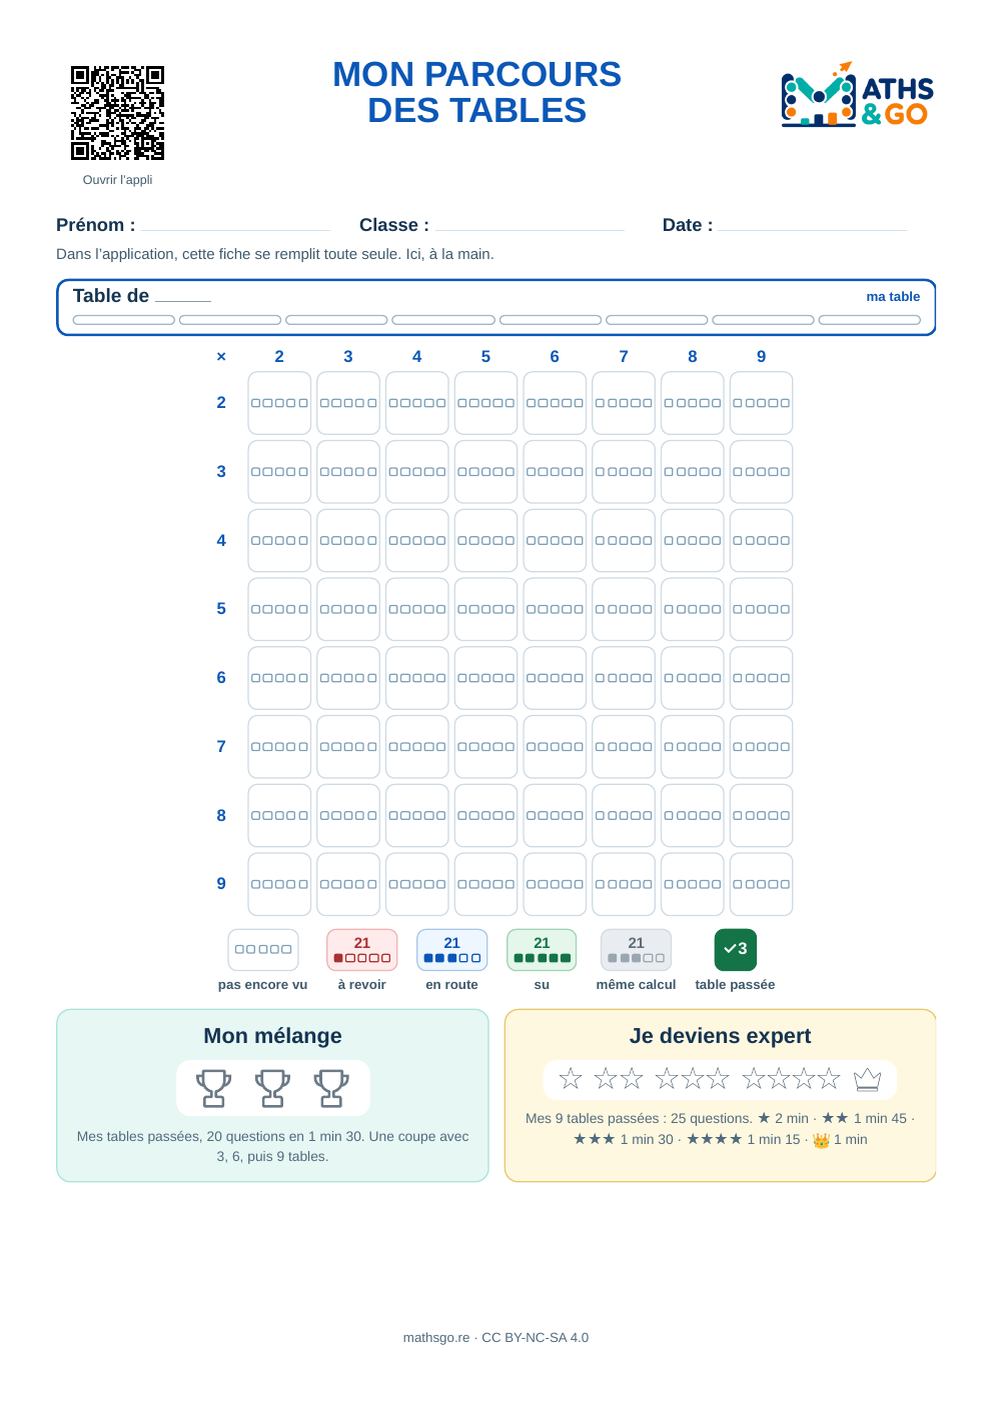 MON PARCOURS
DES TABLES
ATHS
&GO
Ouvrir l'appli
Prénom : Classe : Date :
Dans l'application, cette fiche se remplit toute seule. Ici, à la main.
Table de ma table
× 2 3 4 5 6 7 8 9
2
3
4
5
6
7
8
9
21 21 21 21 ✓3
pas encore vu à revoir en route su même calcul table passée
Mon mélange
Mes tables passées, 20 questions en 1 min 30. Une coupe avec
3, 6, puis 9 tables.
Je deviens expert
Mes 9 tables passées : 25 questions. ★ 2 min · ★★ 1 min 45 ·
★★★ 1 min 30 · ★★★★ 1 min 15 · 👑 1 min
mathsgo.re · CC BY-NC-SA 4.0